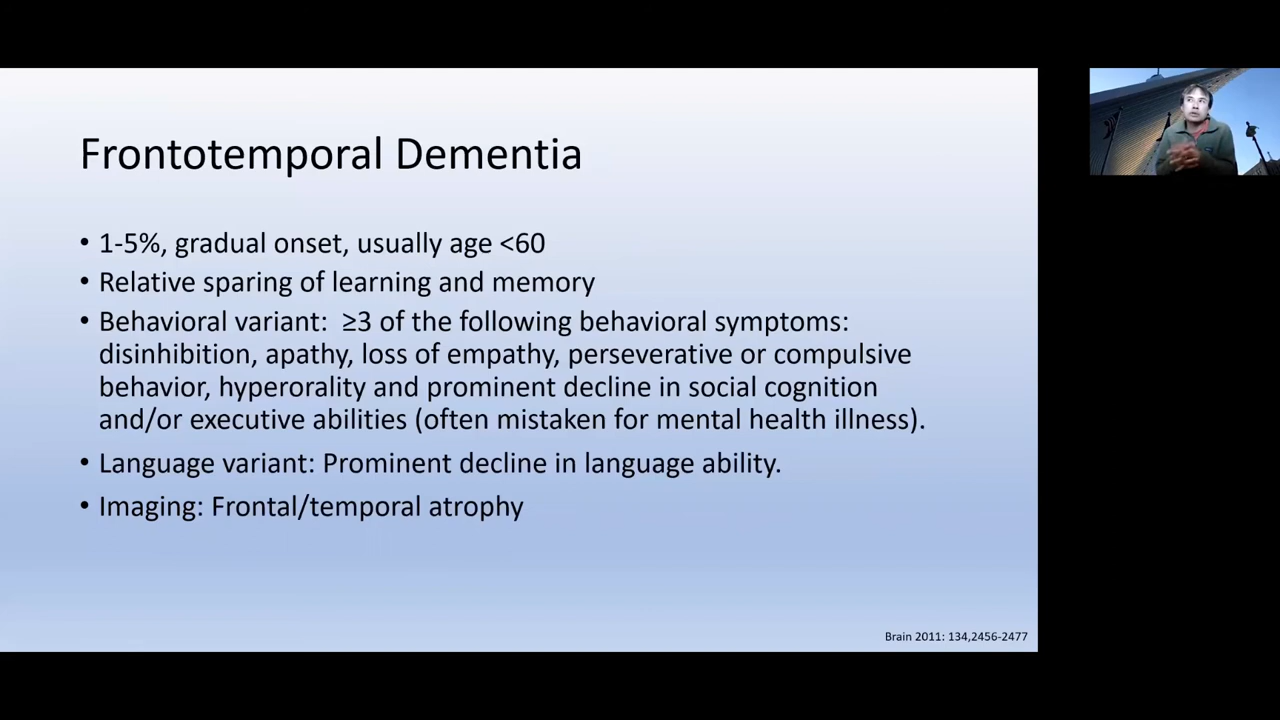 Frontotemporal Dementia
• 1-5%, gradual onset, usually age <60
• Relative sparing of learning and memory
• Behavioral variant:  ≥3 of the following behavioral symptoms:
disinhibition, apathy, loss of empathy, perseverative or compulsive
behavior, hyperorality and prominent decline in social cognition
and/or executive abilities (often mistaken for mental health illness).
• Language variant: Prominent decline in language ability.
• Imaging: Frontal/temporal atrophy
Brain 2011: 134,2456-2477